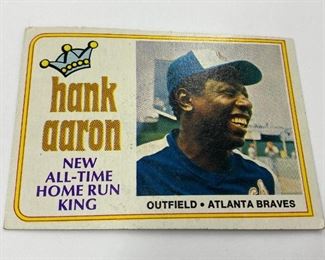 hank
aaron
NEW
ALL-TIME
HOME RUN
KING
OUTFIELD • ATLANTA BRAVES